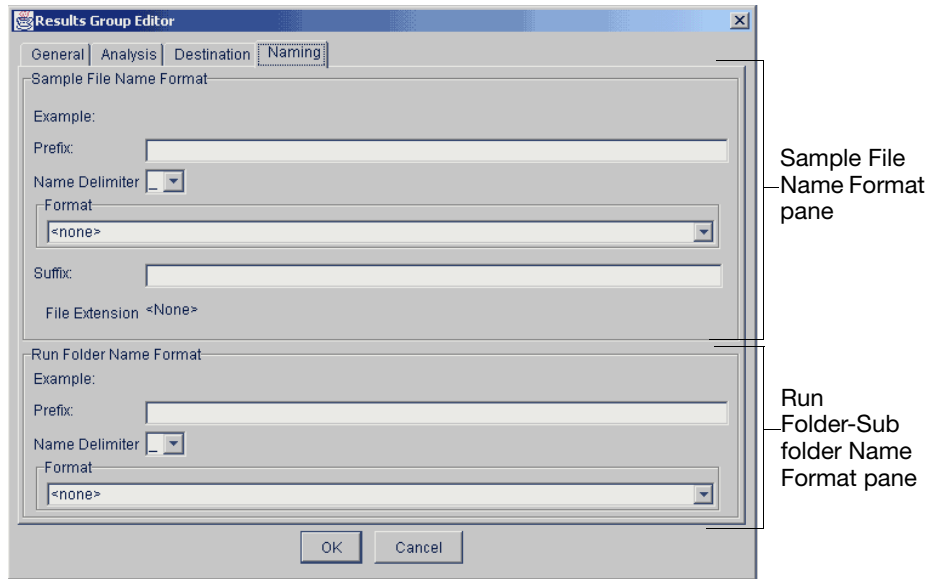 Results Group Editor
General Analysis Destination Naming
Sample File Name Format
Example:
Prefix:
Name Delimiter _
Format
<none>
Suffix:
File Extension <None>
Run Folder Name Format
Example:
Prefix:
Name Delimiter _
Format
<none>
OK Cancel
Sample File
Name Format
pane
Run
Folder-Sub
folder Name
Format pane